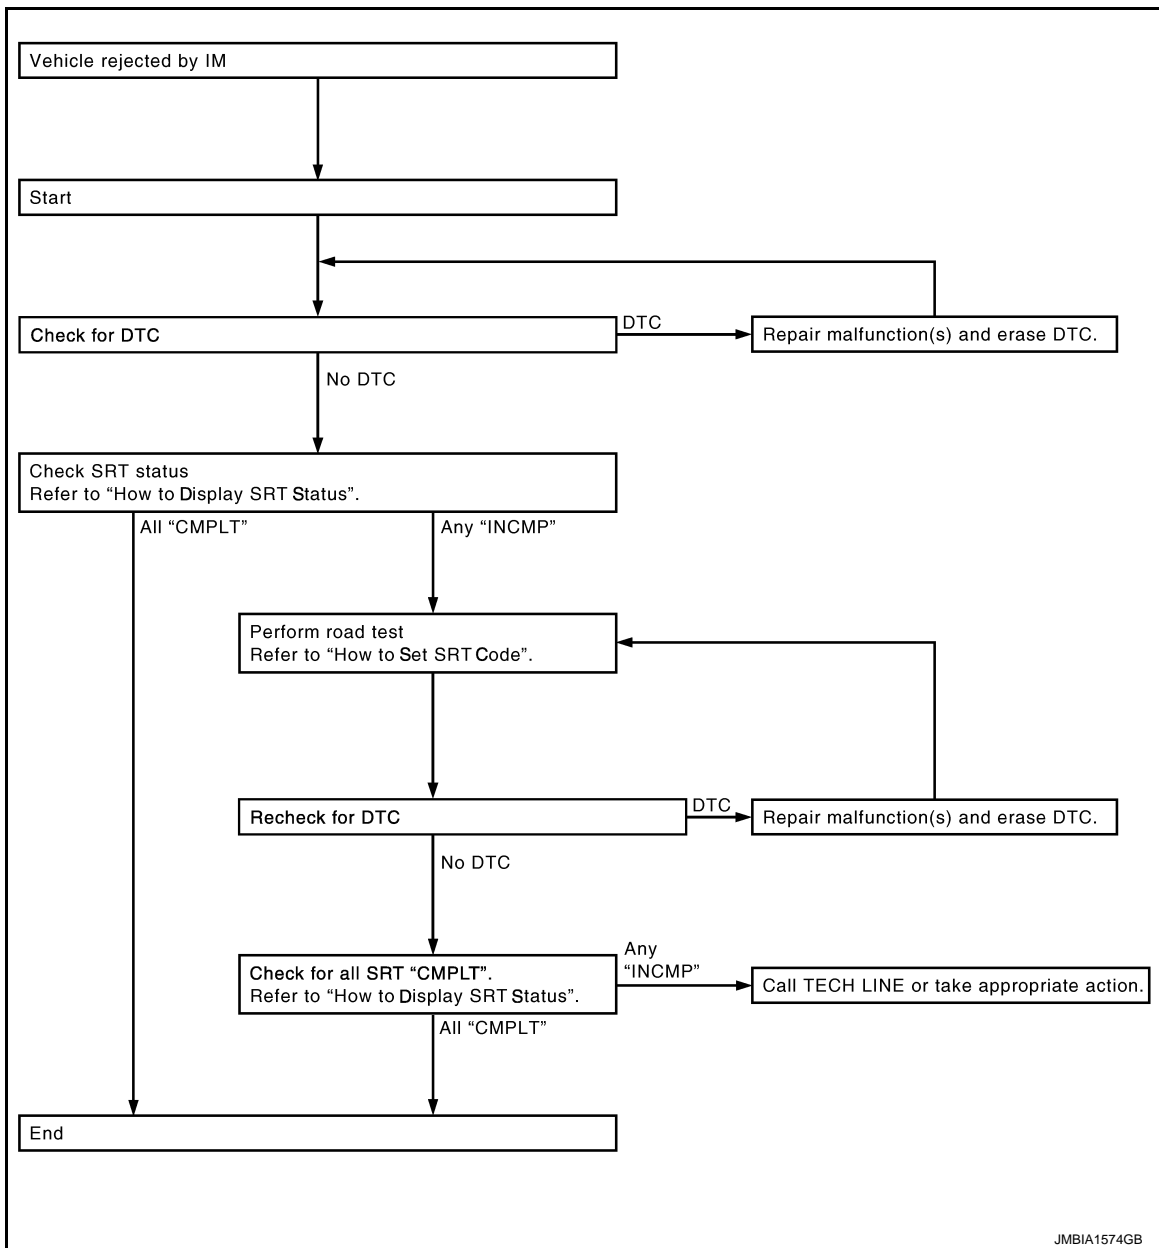 Vehicle rejected by IM
Start
Check for DTC
DTC
Repair malfunction(s) and erase DTC.
No DTC
Check SRT status
Refer to “How to Display SRT Status”.
All “CMPLT”
Any “INCMP”
Perform road test
Refer to “How to Set SRT Code”.
Recheck for DTC
DTC
Repair malfunction(s) and erase DTC.
No DTC
Check for all SRT “CMPLT”.
Refer to “How to Display SRT Status”.
Any
“INCMP”
Call TECH LINE or take appropriate action.
All “CMPLT”
End
JMBIA1574GB